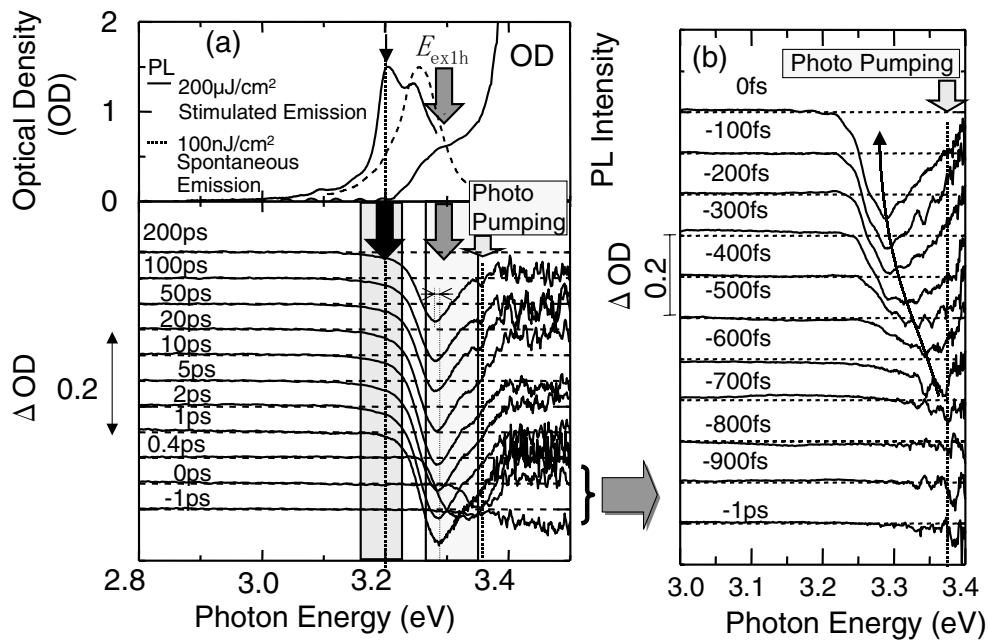 (a)
E_ex1h
OD
PL
200μJ/cm²
Stimulated Emission
100nJ/cm²
Spontaneous
Emission
Optical Density
(OD)
2
1
0
PL Intensity
Photo
Pumping
200ps
100ps
50ps
20ps
10ps
5ps
2ps
1ps
0.4ps
0ps
-1ps
Δ OD
0.2
2.8
3.0
3.2
3.4
Photon Energy (eV)
(b)
Photo Pumping
0fs
-100fs
-200fs
-300fs
-400fs
-500fs
-600fs
-700fs
-800fs
-900fs
-1ps
Δ OD
0.2
3.0
3.1
3.2
3.3
3.4
Photon Energy (eV)